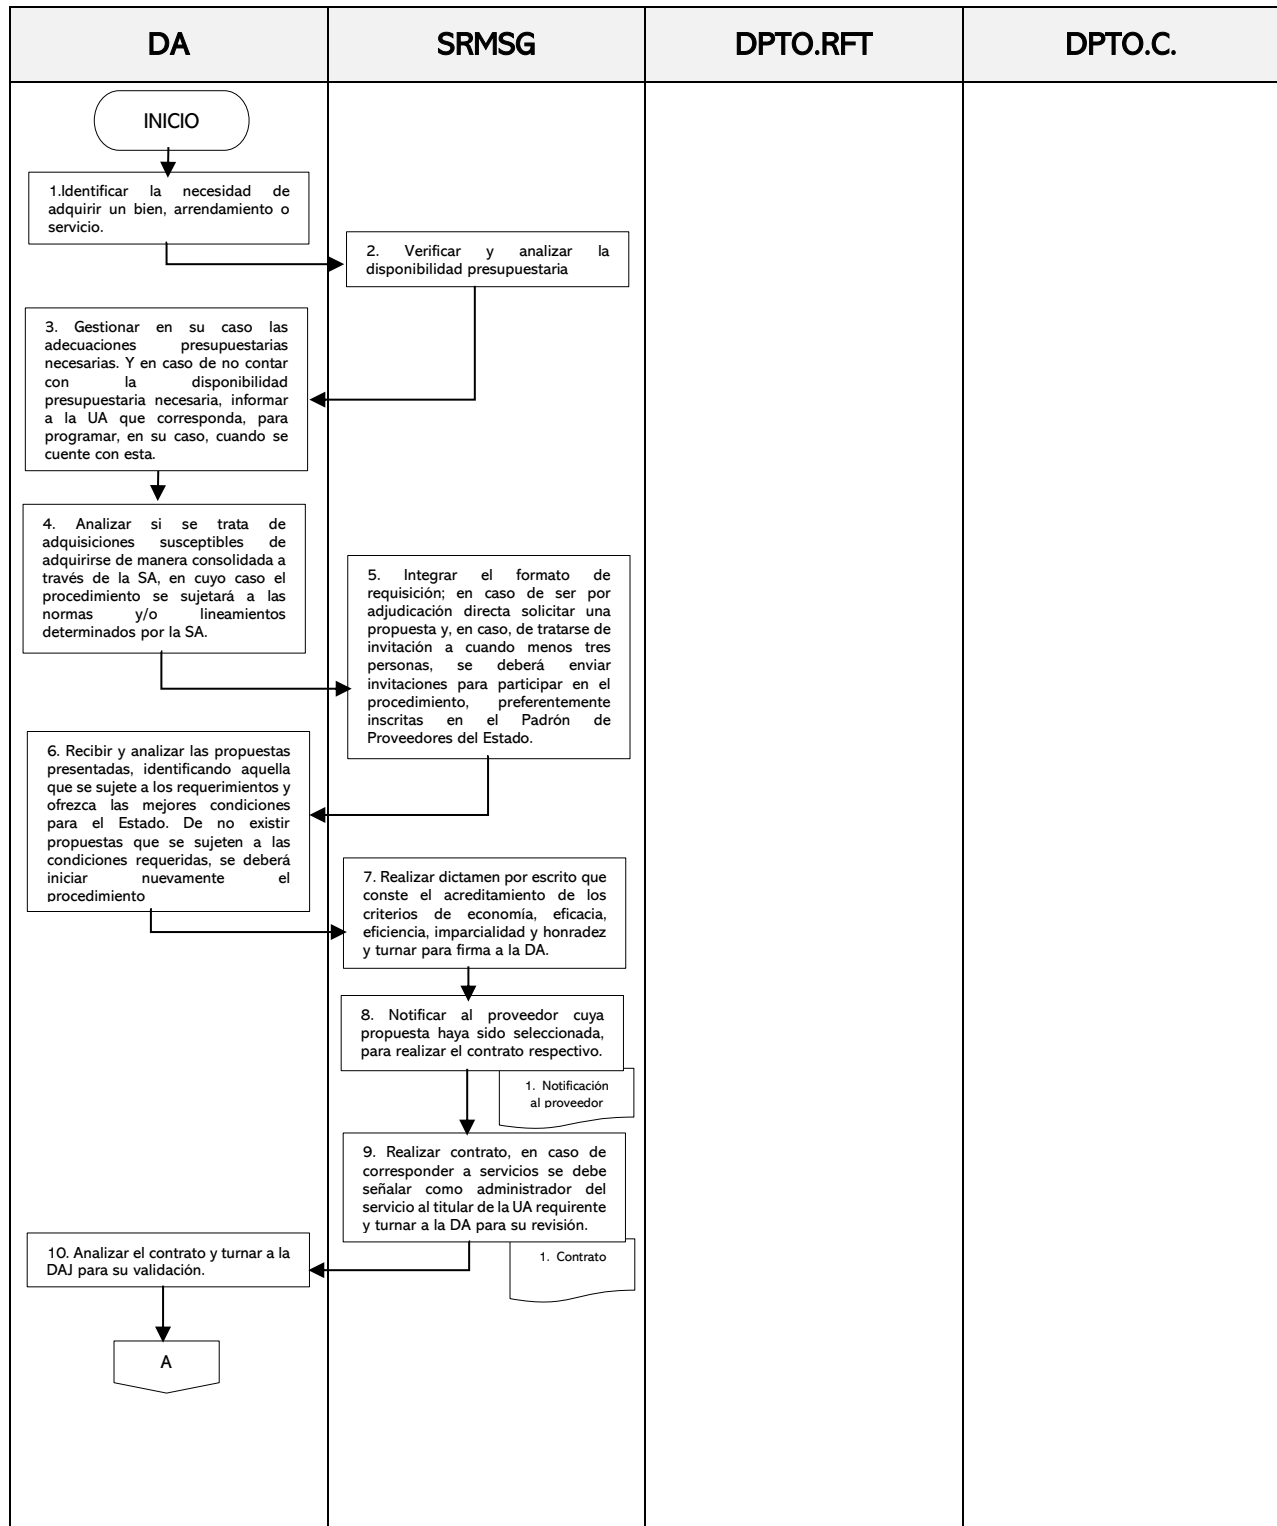 DA
SRMSG
DPTO.RFT
DPTO.C.
INICIO
1.Identificar la necesidad de
adquirir un bien, arrendamiento o
servicio.
2. Verificar y analizar la
disponibilidad presupuestaria
3. Gestionar en su caso las
adecuaciones presupuestarias
necesarias. Y en caso de no contar
con la disponibilidad
presupuestaria necesaria, informar
a la UA que corresponda, para
programar, en su caso, cuando se
cuente con esta.
4. Analizar si se trata de
adquisiciones susceptibles de
adquirirse de manera consolidada a
través de la SA, en cuyo caso el
procedimiento se sujetará a las
normas y/o lineamientos
determinados por la SA.
5. Integrar el formato de
requisición; en caso de ser por
adjudicación directa solicitar una
propuesta y, en caso, de tratarse de
invitación a cuando menos tres
personas, se deberá enviar
invitaciones para participar en el
procedimiento, preferentemente
inscritas en el Padrón de
Proveedores del Estado.
6. Recibir y analizar las propuestas
presentadas, identificando aquella
que se sujete a los requerimientos y
ofrezca las mejores condiciones
para el Estado. De no existir
propuestas que se sujeten a las
condiciones requeridas, se deberá
iniciar nuevamente el
procedimiento
7. Realizar dictamen por escrito que
conste el acreditamiento de los
criterios de economía, eficacia,
eficiencia, imparcialidad y honradez
y turnar para firma a la DA.
8. Notificar al proveedor cuya
propuesta haya sido seleccionada,
para realizar el contrato respectivo.
1. Notificación
al proveedor
9. Realizar contrato, en caso de
corresponder a servicios se debe
señalar como administrador del
servicio al titular de la UA requirente
y turnar a la DA para su revisión.
1. Contrato
10. Analizar el contrato y turnar a la
DAJ para su validación.
A